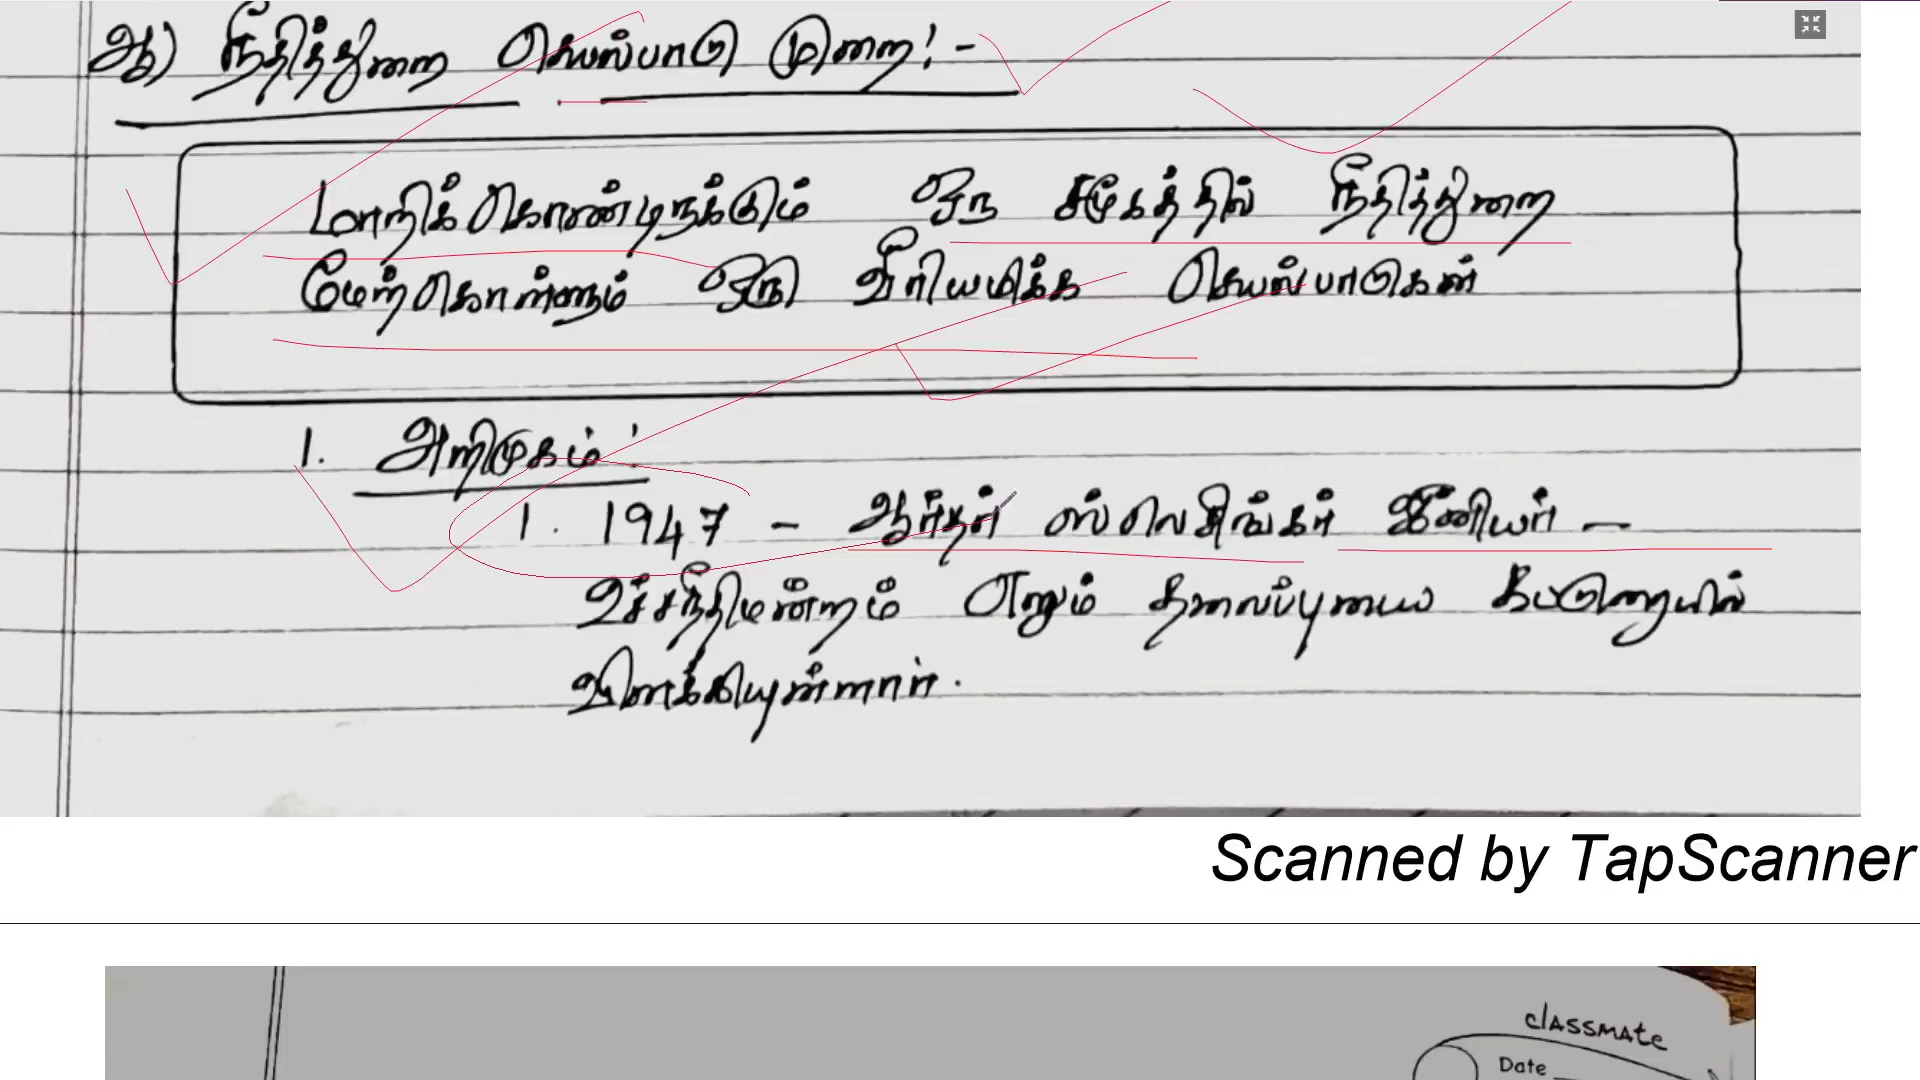 ஆ) நீதித்துறை செயல்பாடு முறை:-
மாறிக்கொண்டிருக்கும் ஒரு சமூகத்தில் நீதித்துறை
மேற்கொள்ளும் ஒரு வீரியமிக்க செயல்பாடுகள்
1. அறிமுகம்:
1. 1947 - ஆர்தர் ஸ்லெசிங்கர் ஜீனியர் -
உச்சநீதிமன்றம் எனும் தலைப்புயை கட்டுரையில்
விளக்கியுள்ளார்.
Scanned by TapScanner
classmate
Date